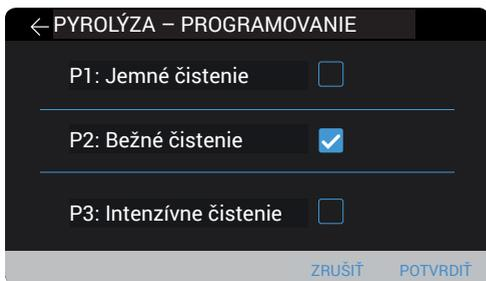 PYROLÝZA – PROGRAMOVANIE
P1: Jemné čistenie
P2: Bežné čistenie
P3: Intenzívne čistenie
ZRUŠIŤ POTVRDIŤ